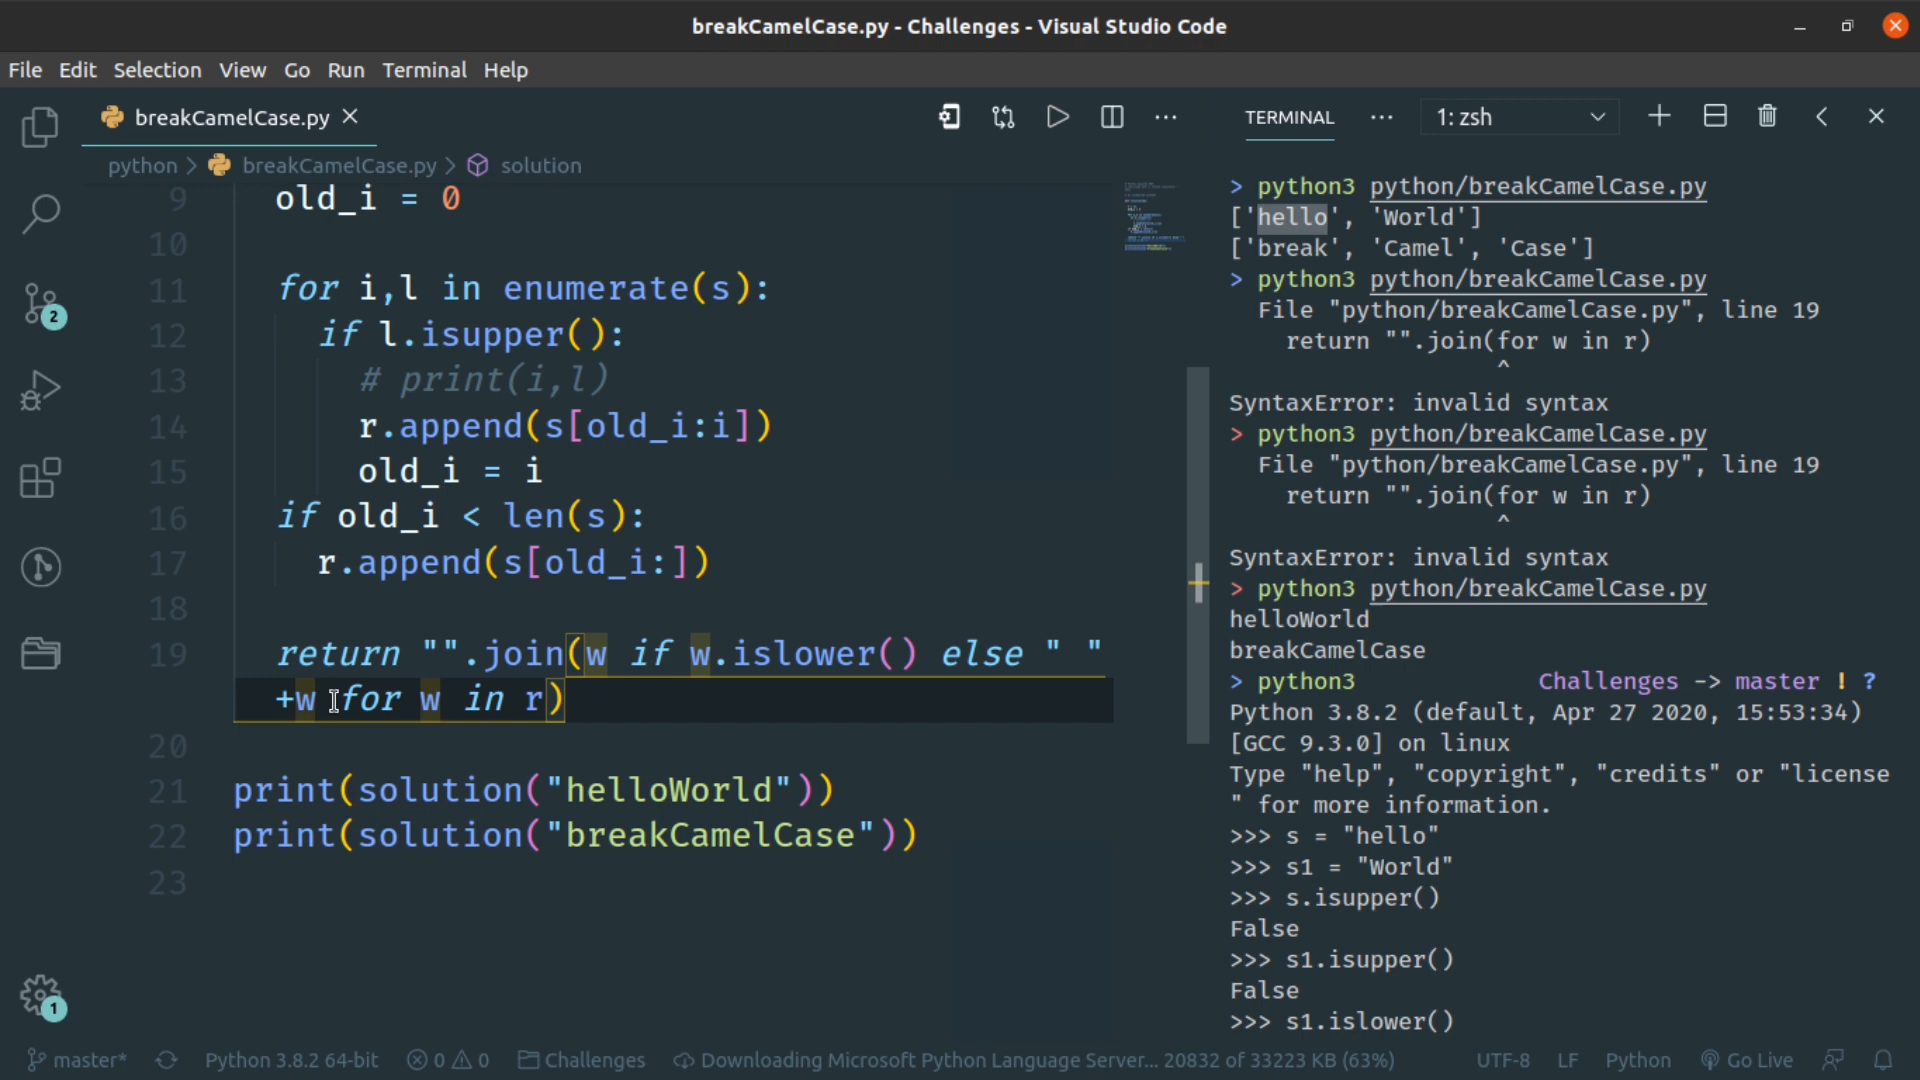 breakCamelCase.py - Challenges - Visual Studio Code
File Edit Selection View Go Run Terminal Help
breakCamelCase.py
python > breakCamelCase.py > solution
9 old_i = 0
10
11 for i,l in enumerate(s):
12 if l.isupper():
13 # print(i,l)
14 r.append(s[old_i:i])
15 old_i = i
16 if old_i < len(s):
17 r.append(s[old_i:])
18
19 return "".join(w if w.islower() else " "
+w for w in r)
20
21 print(solution("helloWorld"))
22 print(solution("breakCamelCase"))
23
TERMINAL ··· 1: zsh
> python3 python/breakCamelCase.py
['hello', 'World']
['break', 'Camel', 'Case']
> python3 python/breakCamelCase.py
File "python/breakCamelCase.py", line 19
return "".join(for w in r)
^
SyntaxError: invalid syntax
> python3 python/breakCamelCase.py
File "python/breakCamelCase.py", line 19
return "".join(for w in r)
^
SyntaxError: invalid syntax
> python3 python/breakCamelCase.py
helloWorld
breakCamelCase
> python3 Challenges -> master ! ?
Python 3.8.2 (default, Apr 27 2020, 15:53:34)
[GCC 9.3.0] on linux
Type "help", "copyright", "credits" or "license
" for more information.
>>> s = "hello"
>>> s1 = "World"
>>> s.isupper()
False
>>> s1.isupper()
False
>>> s1.islower()
2
1
master* Python 3.8.2 64-bit 0 0 Challenges Downloading Microsoft Python Language Server... 20832 of 33223 KB (63%) UTF-8 LF Python Go Live